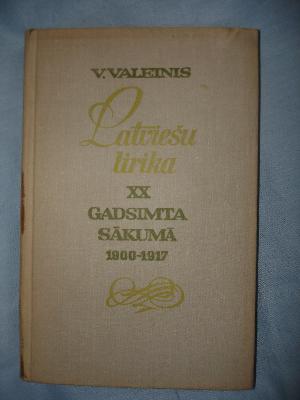 V. VALEINIS
Latviešu
lirika
XX
GADSIMTA
SĀKUMĀ
1900-1917